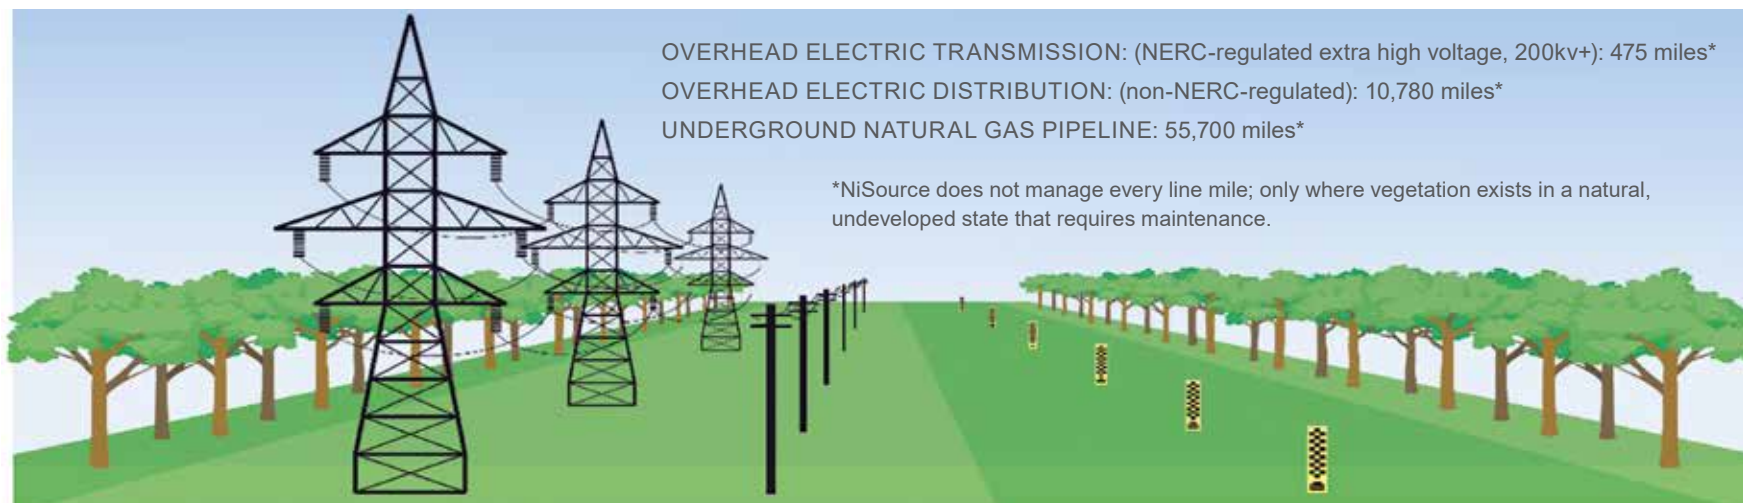 OVERHEAD ELECTRIC TRANSMISSION: (NERC-regulated extra high voltage, 200kv+): 475 miles*
OVERHEAD ELECTRIC DISTRIBUTION: (non-NERC-regulated): 10,780 miles*
UNDERGROUND NATURAL GAS PIPELINE: 55,700 miles*
*NiSource does not manage every line mile; only where vegetation exists in a natural,
undeveloped state that requires maintenance.